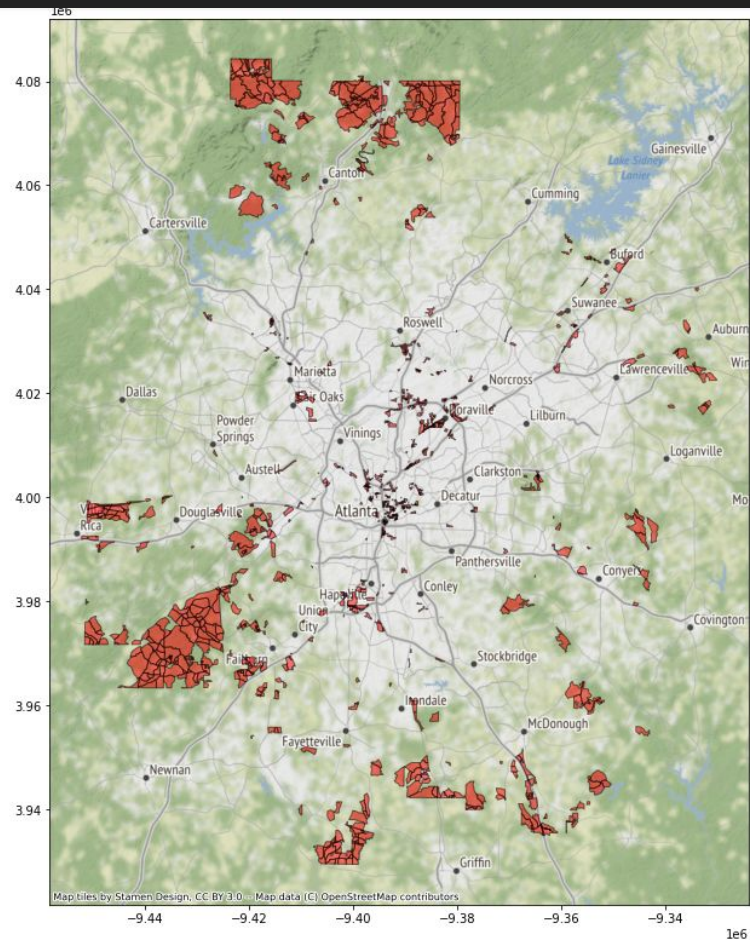 1e6
4.08
Gainesville
Lake Sidney
Lanier
4.06
Canton
Cumming
Cartersville
Buford
4.04
Suwanee
Roswell
Auburn
Marietta
Lawrenceville
Win
4.02
Dallas
Fair Oaks
Norcross
Doraville
Lilburn
Powder
Springs
Vinings
Loganville
Austell
Clarkston
4.00
Decatur
Mo
Atlanta
Douglasville
Rica
Panthersville
Conyers
3.98
Conley
Union
City
Covington
Stockbridge
3.96
Irondale
McDonough
Fayetteville
Newnan
3.94
Griffin
Map tiles by Stamen Design, CC BY 3.0 -- Map data (C) OpenStreetMap contributors
−9.44
−9.42
−9.40
−9.38
−9.36
−9.34
1e6